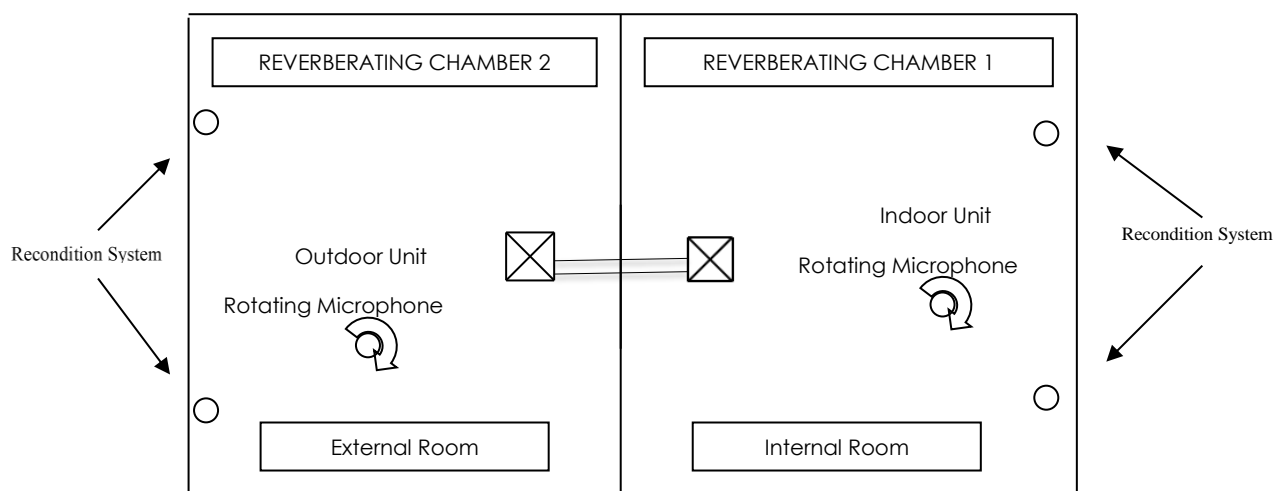 REVERBERATING CHAMBER 2
REVERBERATING CHAMBER 1
Indoor Unit
Recondition System
Recondition System
Outdoor Unit
Rotating Microphone
Rotating Microphone
External Room
Internal Room